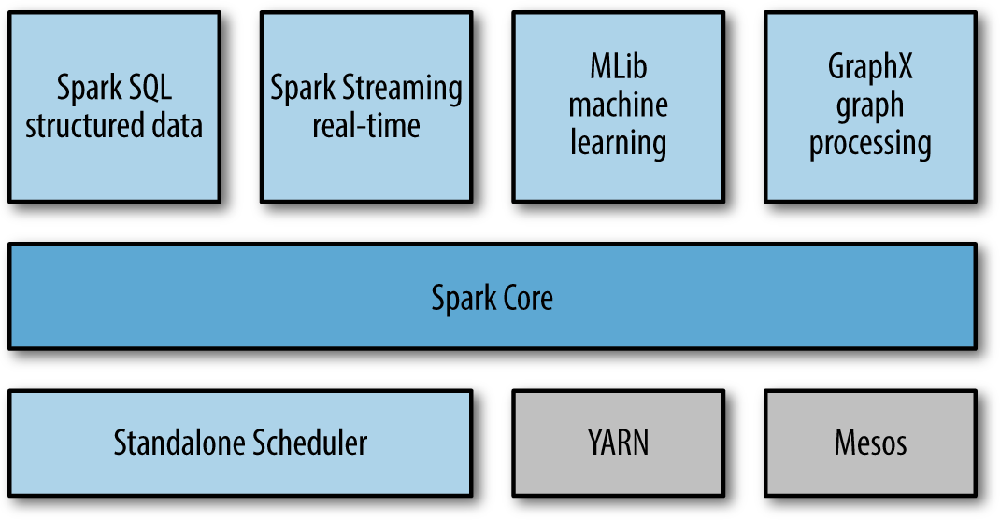 Spark SQL
structured data
Spark Streaming
real-time
MLib
machine
learning
GraphX
graph
processing
Spark Core
Standalone Scheduler
YARN
Mesos